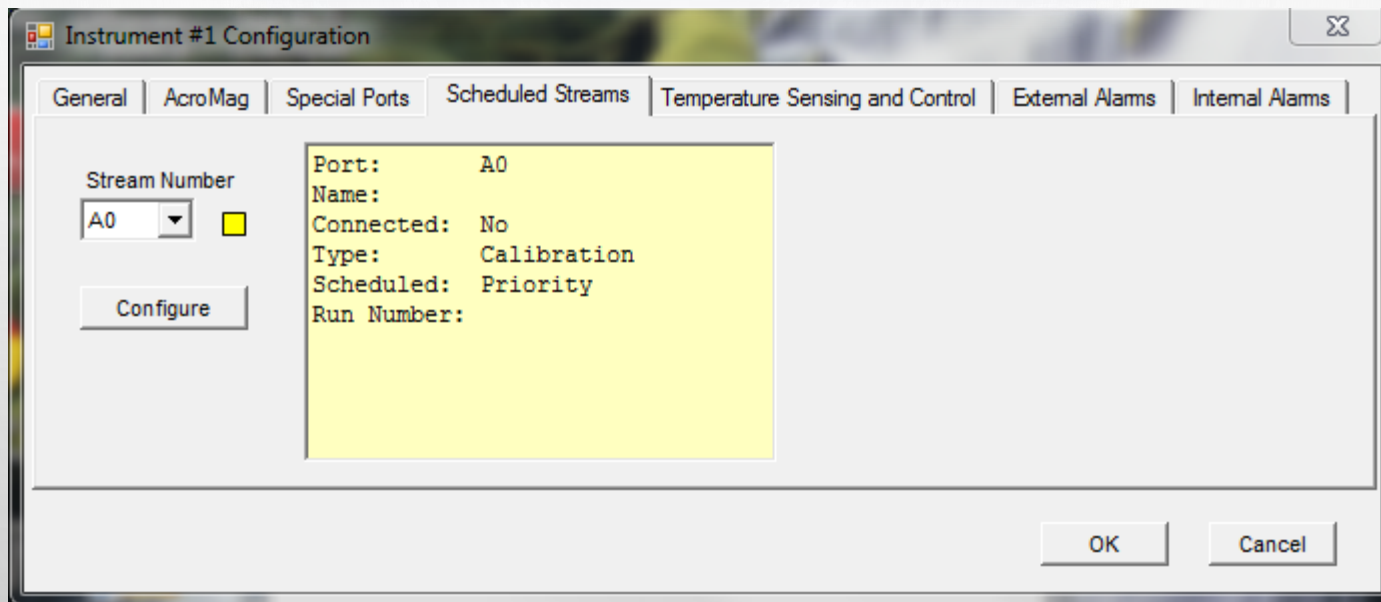 Instrument #1 Configuration
General AcroMag Special Ports Scheduled Streams Temperature Sensing and Control External Alarms Internal Alarms
Stream Number
A0
Configure
Port: A0
Name:
Connected: No
Type: Calibration
Scheduled: Priority
Run Number:
OK Cancel